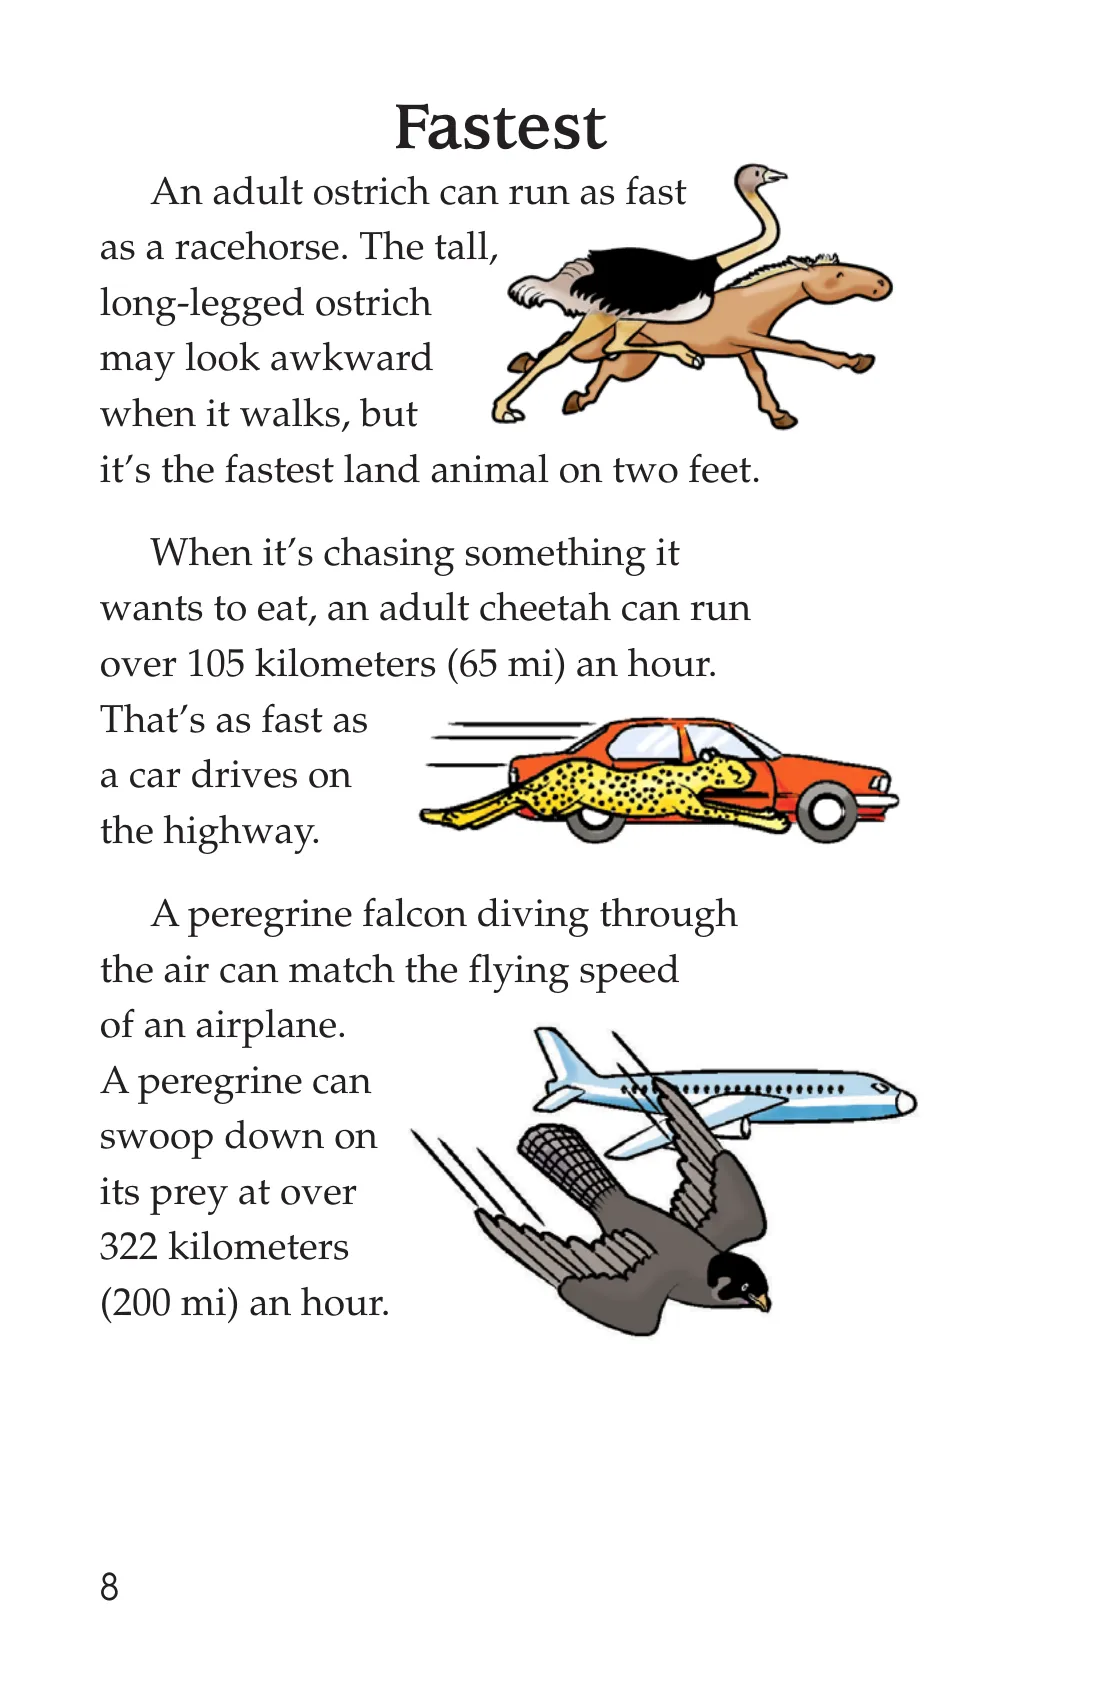 Fastest
An adult ostrich can run as fast
as a racehorse. The tall,
long-legged ostrich
may look awkward
when it walks, but
it’s the fastest land animal on two feet.
When it’s chasing something it
wants to eat, an adult cheetah can run
over 105 kilometers (65 mi) an hour.
That’s as fast as
a car drives on
the highway.
A peregrine falcon diving through
the air can match the flying speed
of an airplane.
A peregrine can
swoop down on
its prey at over
322 kilometers
(200 mi) an hour.
8